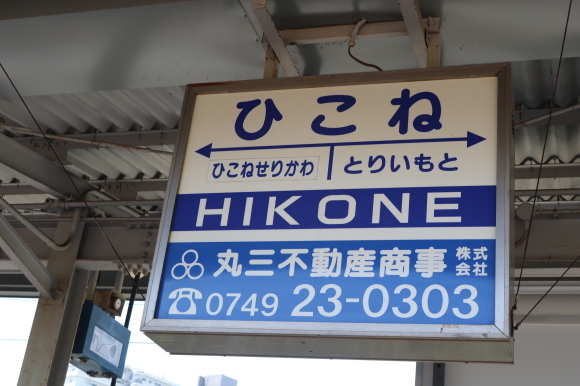 ひこね
ひこねせりかわ とりいもと
HIKONE
丸三不動産商事 株式会社
☎0749 23-0303